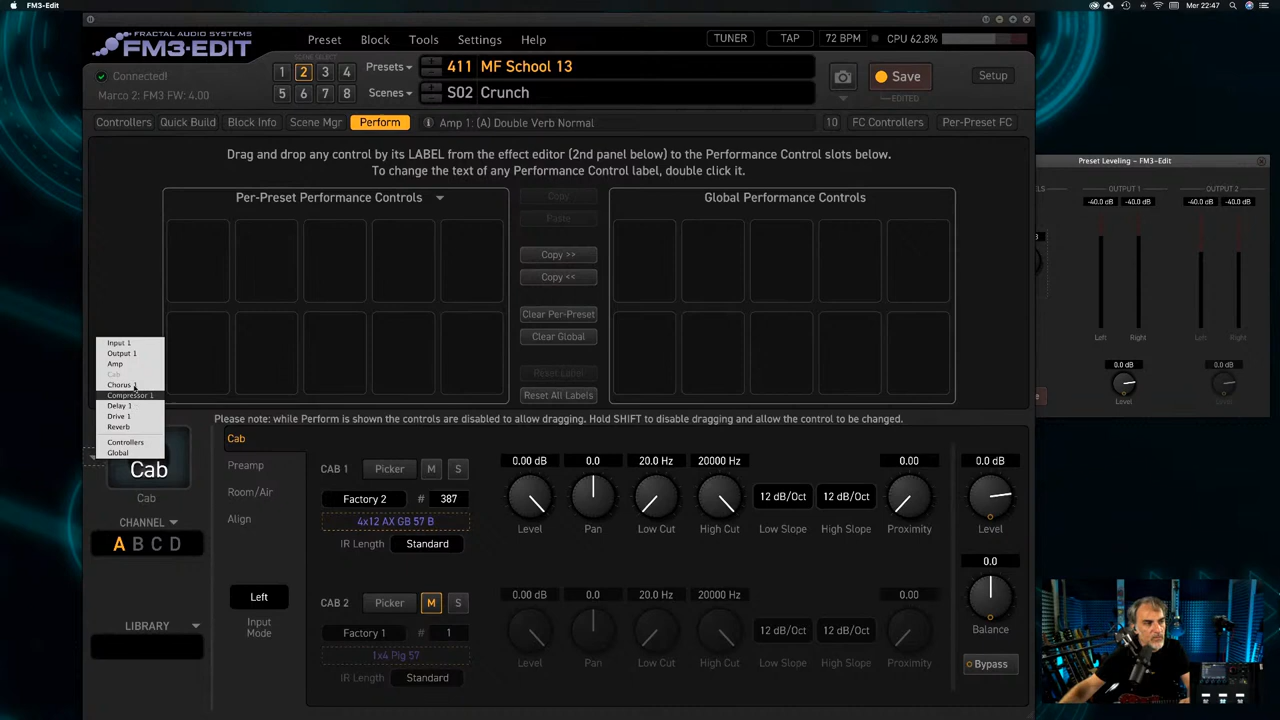 FM3-Edit
Mer 22:47
FRACTAL AUDIO SYSTEMS
FM3-EDIT
Preset Block Tools Settings Help
TUNER TAP 72 BPM CPU 62.8%
Connected!
Marco 2: FM3 FW: 4.00
SCENE SELECT
1 2 3 4
5 6 7 8
Presets 411 MF School 13
Scenes S02 Crunch
Save
EDITED
Setup
Controllers Quick Build Block Info Scene Mgr Perform Amp 1: (A) Double Verb Normal 10 FC Controllers Per-Preset FC
Drag and drop any control by its LABEL from the effect editor (2nd panel below) to the Performance Control slots below.
To change the text of any Performance Control label, double click it.
Per-Preset Performance Controls
Copy
Paste
Copy >>
Copy <<
Clear Per-Preset
Clear Global
Reset Label
Reset All Labels
Global Performance Controls
Input 1
Output 1
Amp
Cab
Chorus 1
Compressor 1
Delay 1
Drive 1
Reverb
Controllers
Global
Please note: while Perform is shown the controls are disabled to allow dragging. Hold SHIFT to disable dragging and allow the control to be changed.
Cab
Cab
CHANNEL
A B C D
LIBRARY
Cab
Preamp
Room/Air
Align
Left
Input
Mode
CAB 1 Picker M S
Factory 2 # 387
4x12 AX GB 57 B
IR Length Standard
0.00 dB 0.0 20.0 Hz 20000 Hz 12 dB/Oct 12 dB/Oct 0.00
Level Pan Low Cut High Cut Low Slope High Slope Proximity
CAB 2 Picker M S
Factory 1 # 1
1x4 Pig 57
IR Length Standard
0.00 dB 0.0 20.0 Hz 20000 Hz 12 dB/Oct 12 dB/Oct 0.00
Level Pan Low Cut High Cut Low Slope High Slope Proximity
0.0 dB
Level
0.0
Balance
Bypass
Preset Leveling – FM3-Edit
OUTPUT 1 OUTPUT 2
-40.0 dB -40.0 dB -40.0 dB -40.0 dB
Left Right Left Right
0.0 dB 0.0 dB
Level Level